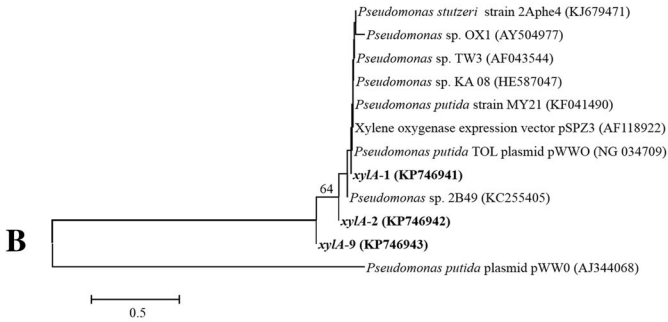 Pseudomonas stutzeri strain 2Aphe4 (KJ679471)
Pseudomonas sp. OX1 (AY504977)
Pseudomonas sp. TW3 (AF043544)
Pseudomonas sp. KA 08 (HE587047)
Pseudomonas putida strain MY21 (KF041490)
Xylene oxygenase expression vector pSPZ3 (AF118922)
Pseudomonas putida TOL plasmid pWWO (NG 034709)
xylA-1 (KP746941)
64
Pseudomonas sp. 2B49 (KC255405)
xylA-2 (KP746942)
B
xylA-9 (KP746943)
Pseudomonas putida plasmid pWW0 (AJ344068)
0.5